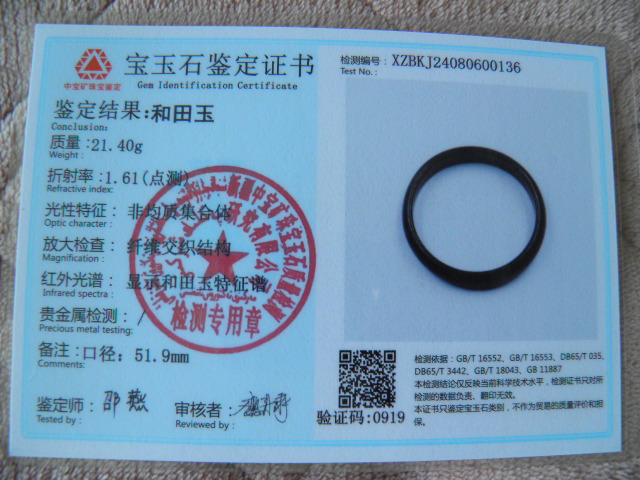 中宝矿珠宝鉴定
宝玉石鉴定证书
Gem Identification Certificate
鉴定结果:和田玉
Conclusion:
质量:21.40g
Weight:
折射率:1.61(点测)
Refractive index:
光性特征:非均质集合体
Optic character:
放大检查:纤维交织结构
Magnification:
红外光谱:显示和田玉特征谱
Infrared spectra:
贵金属检测:/
Precious metal testing:
备注:口径:51.9mm
Comments:
鉴定师:
Tested by:
审核者:
Reviewed by:
检测专用章
检测编号:XZBKJ24080600136
Test No.:
验证码:0919
检测依据:GB/T 16552、GB/T 16553、DB65/T 035、
DB65/T 3442、GB/T 18043、GB 11887
本检测结论仅反映当前科学技术水平,检测证书只对所
检测的数据负责、翻印无效。
本证书只鉴定宝玉石类别,不作为贸易的质量评价和担
保。